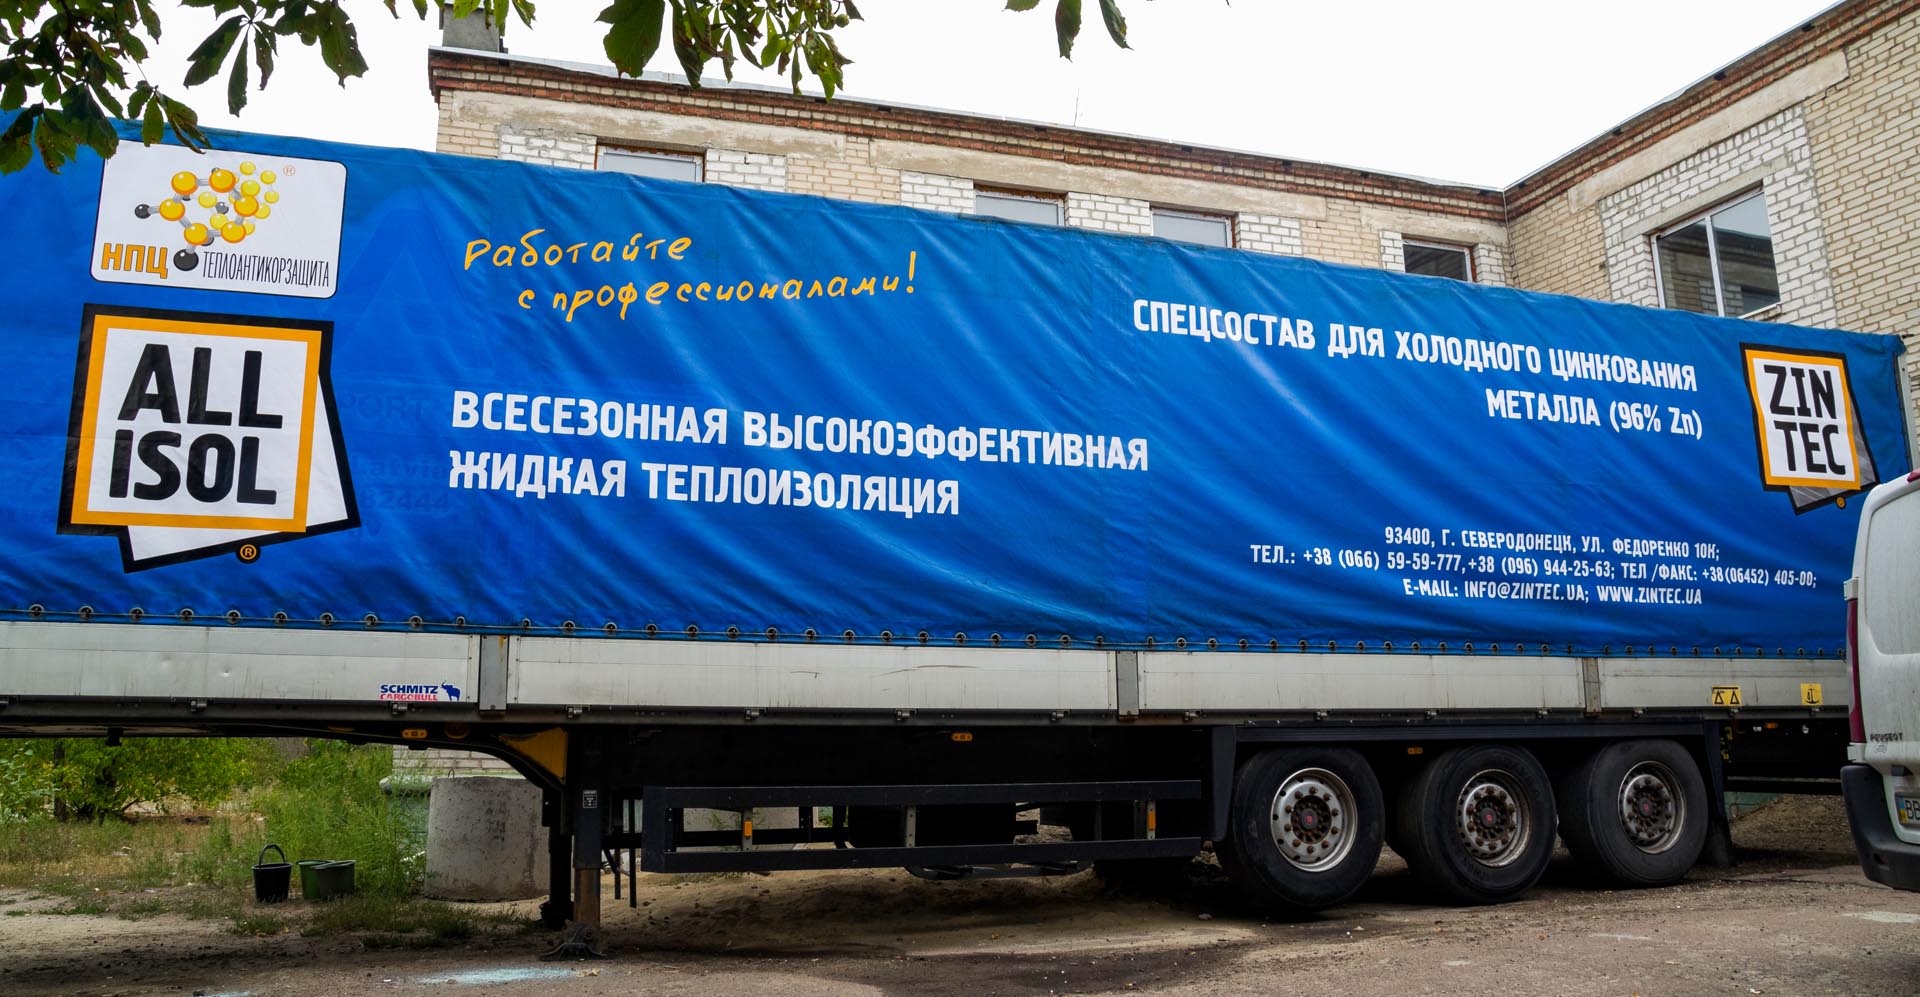 НПЦ ТЕПЛОАНТИКОРЗАЩИТА
®
ALL
ISOL
®
Работайте
с профессионалами!
ВСЕСЕЗОННАЯ ВЫСОКОЭФФЕКТИВНАЯ
ЖИДКАЯ ТЕПЛОИЗОЛЯЦИЯ
СПЕЦСОСТАВ ДЛЯ ХОЛОДНОГО ЦИНКОВАНИЯ
МЕТАЛЛА (96% Zn)
ZIN
TEC
®
93400, Г. СЕВЕРОДОНЕЦК, УЛ. ФЕДОРЕНКО 10К;
ТЕЛ.: +38 (066) 59-59-777,+38 (096) 944-25-63; ТЕЛ /ФАКС: +38(06452) 405-00;
E-MAIL: INFO@ZINTEC.UA; WWW.ZINTEC.UA
SCHMITZ
CARGOBULL
PEUGEOT